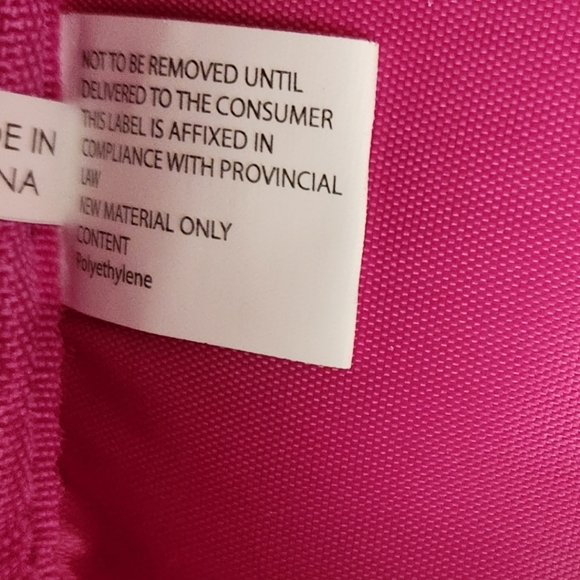 NOT TO BE REMOVED UNTIL
DELIVERED TO THE CONSUMER
THIS LABEL IS AFFIXED IN
COMPLIANCE WITH PROVINCIAL
LAW
NEW MATERIAL ONLY
CONTENT
Polyethylene
DE IN
NA